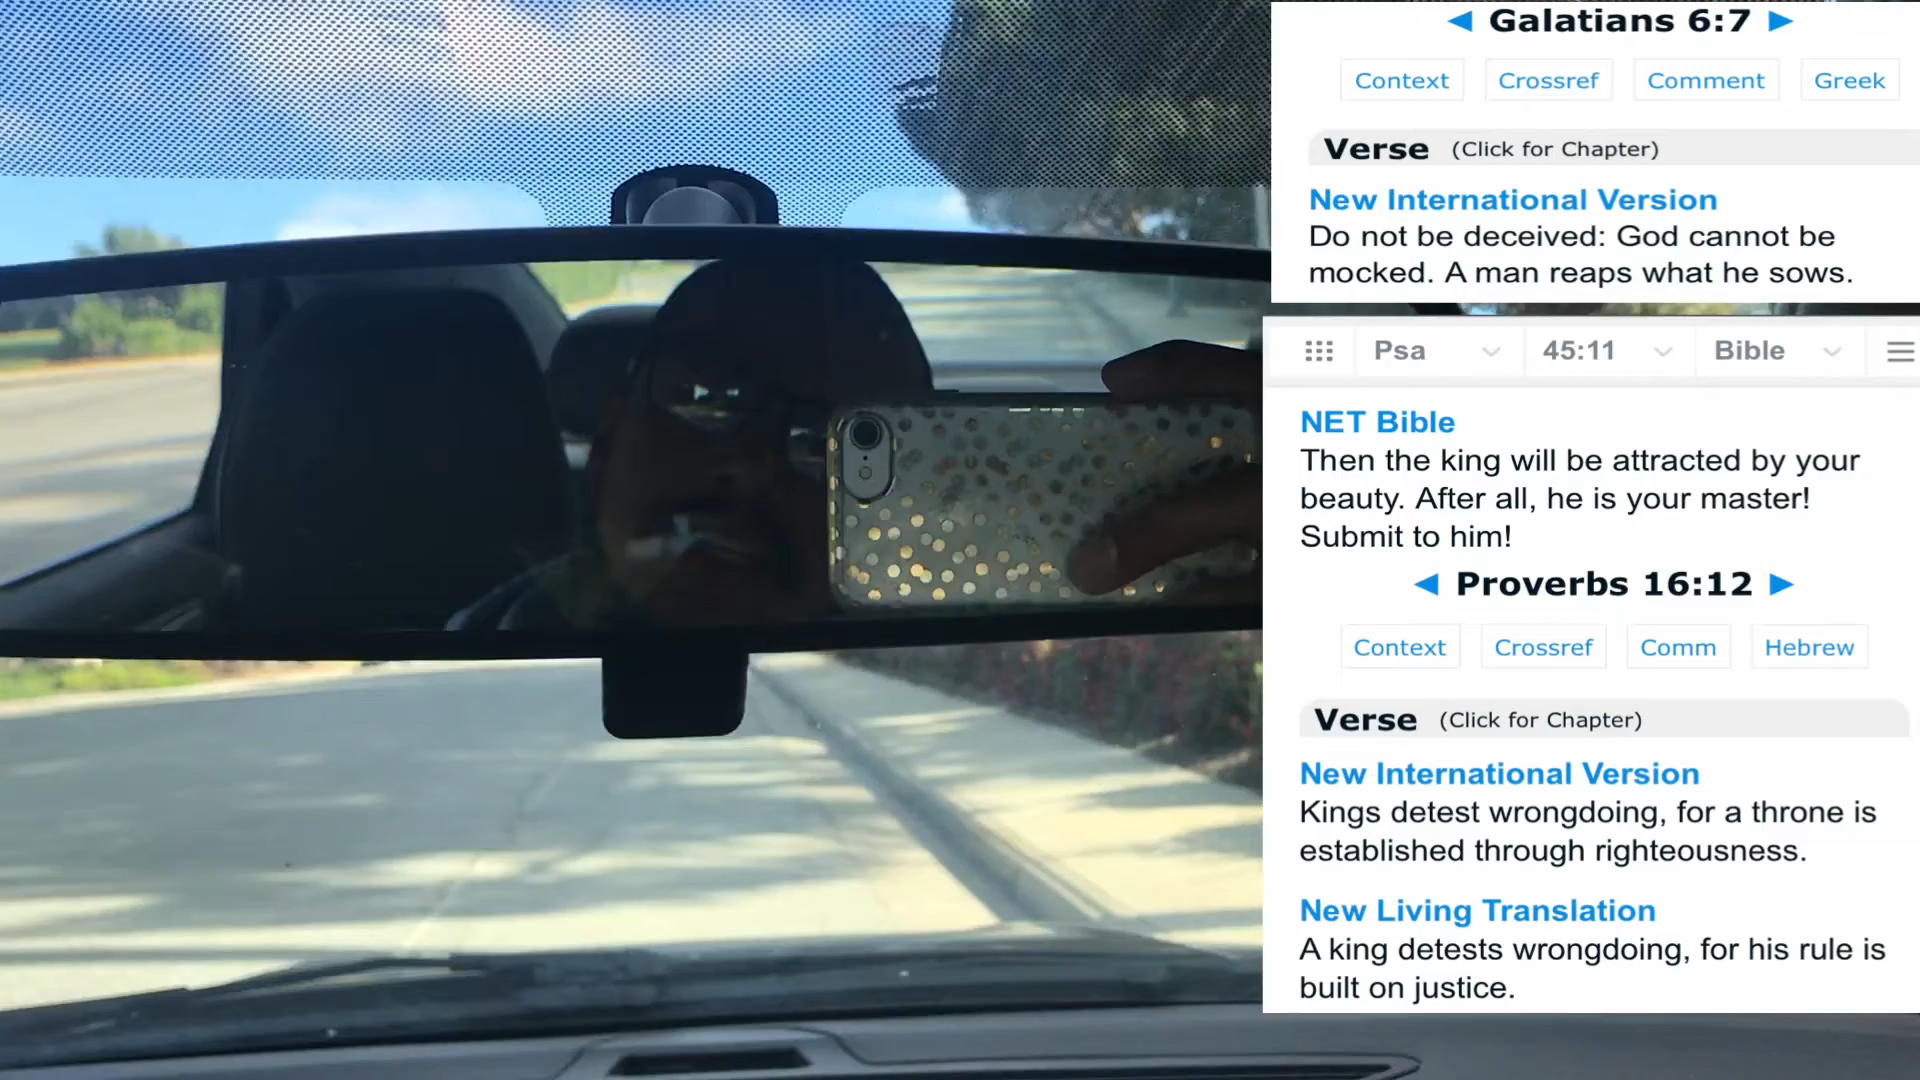 Galatians 6:7
Context Crossref Comment Greek
Verse (Click for Chapter)
New International Version
Do not be deceived: God cannot be
mocked. A man reaps what he sows.
Psa 45:11 Bible
NET Bible
Then the king will be attracted by your
beauty. After all, he is your master!
Submit to him!
Proverbs 16:12
Context Crossref Comm Hebrew
Verse (Click for Chapter)
New International Version
Kings detest wrongdoing, for a throne is
established through righteousness.
New Living Translation
A king detests wrongdoing, for his rule is
built on justice.